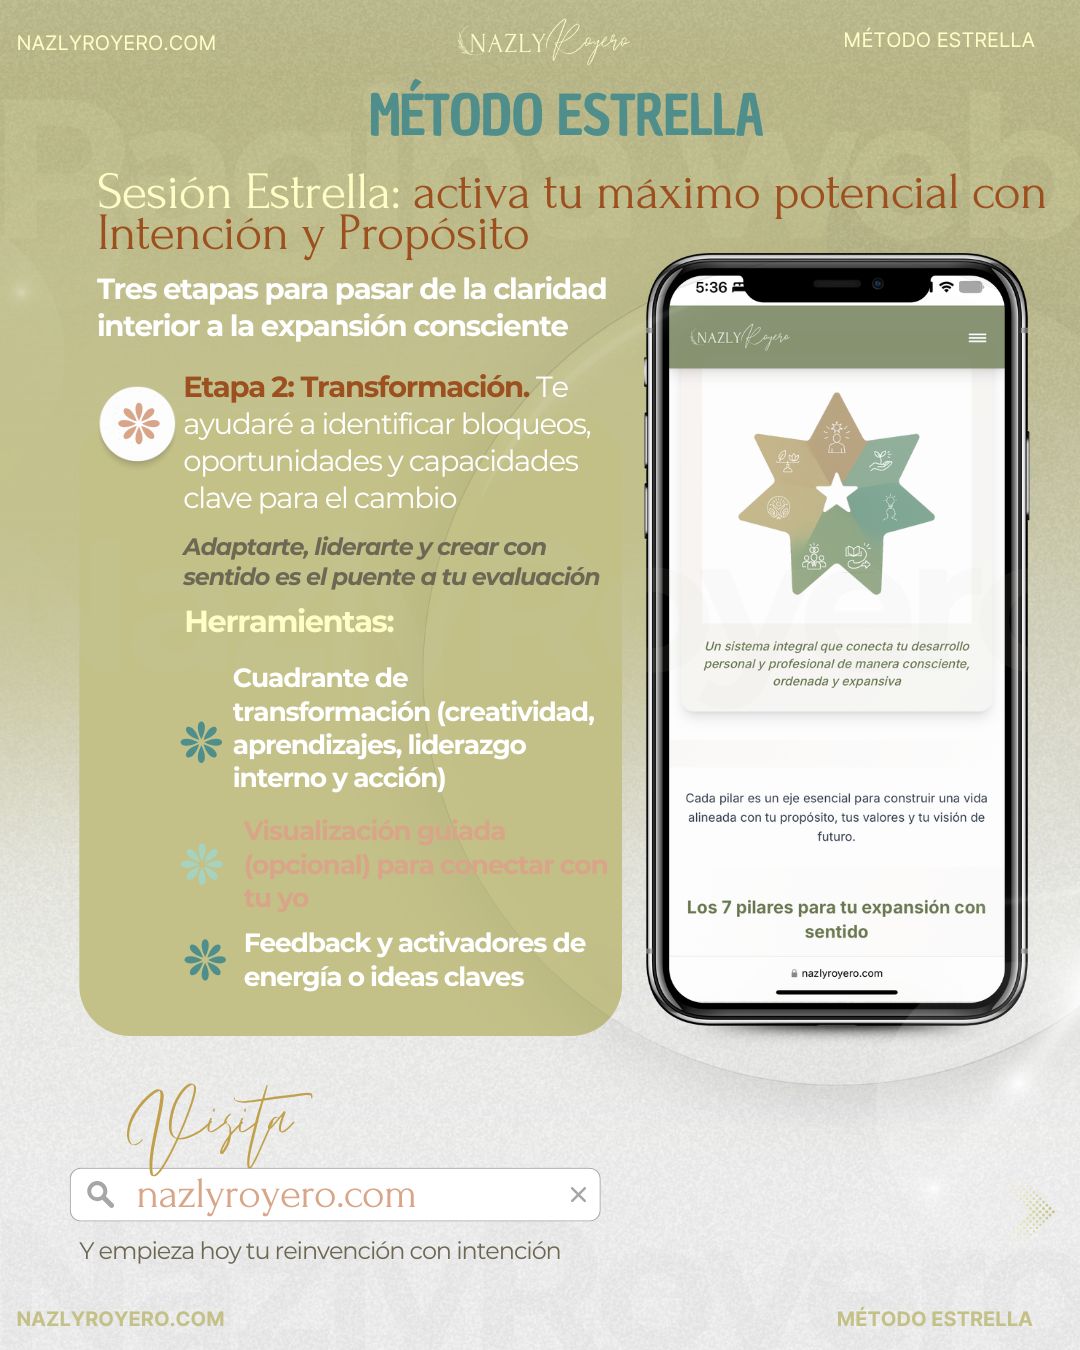 NAZLYROYERO.COM
NAZLY Royero
MÉTODO ESTRELLA
MÉTODO ESTRELLA
Sesión Estrella: activa tu máximo potencial con
Intención y Propósito
Tres etapas para pasar de la claridad
interior a la expansión consciente
Etapa 2: Transformación. Te
ayudaré a identificar bloqueos,
oportunidades y capacidades
clave para el cambio
Adaptarte, liderarte y crear con
sentido es el puente a tu evaluación
Herramientas:
Cuadrante de
transformación (creatividad,
aprendizajes, liderazgo
interno y acción)
Visualización guiada
(opcional) para conectar con
tu yo
Feedback y activadores de
energía o ideas claves
5:36
NAZLY Royero
Un sistema integral que conecta tu desarrollo
personal y profesional de manera consciente,
ordenada y expansiva
Cada pilar es un eje esencial para construir una vida
alineada con tu propósito, tus valores y tu visión de
futuro.
Los 7 pilares para tu expansión con
sentido
nazlyroyero.com
Visita
nazlyroyero.com
Y empieza hoy tu reinvención con intención
NAZLYROYERO.COM
MÉTODO ESTRELLA